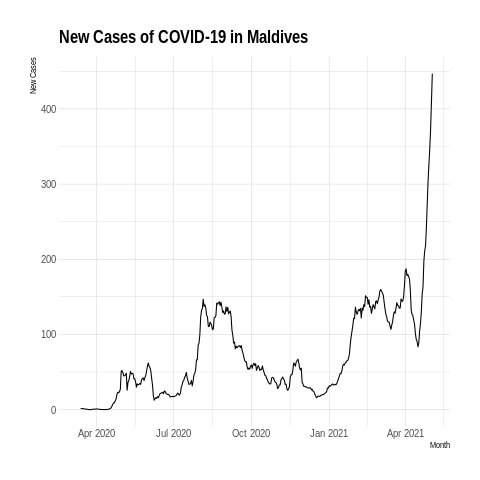 New Cases of COVID-19 in Maldives
New Cases
400
300
200
100
0
Apr 2020 Jul 2020 Oct 2020 Jan 2021 Apr 2021
Month